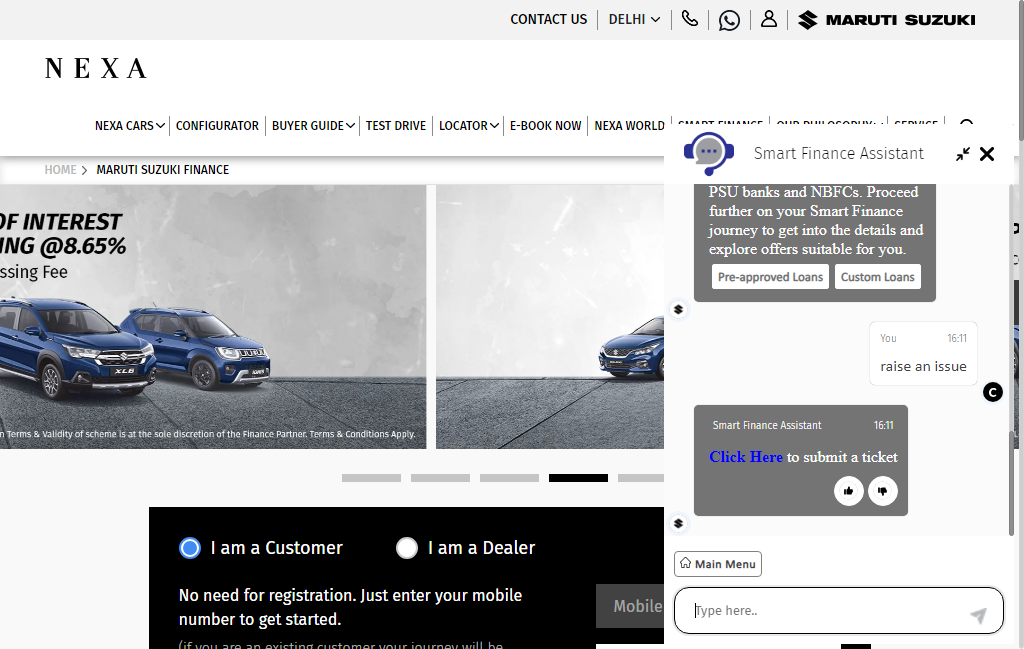 CONTACT US
DELHI
MARUTI SUZUKI
NEXA
NEXA CARS
CONFIGURATOR
BUYER GUIDE
TEST DRIVE
LOCATOR
E-BOOK NOW
NEXA WORLD
SMART FINANCE
OUR PHILOSOPHY
SERVICE
HOME
MARUTI SUZUKI FINANCE
OF INTEREST
ING @8.65%
ssing Fee
XL6
IGNIS
n Terms & Validity of scheme is at the sole discretion of the Finance Partner. Terms & Conditions Apply.
I am a Customer
I am a Dealer
No need for registration. Just enter your mobile
number to get started.
(if you are an existing customer your journey will be
Mobile
Smart Finance Assistant
PSU banks and NBFCs. Proceed
further on your Smart Finance
journey to get into the details and
explore offers suitable for you.
Pre-approved Loans
Custom Loans
You
16:11
raise an issue
C
Smart Finance Assistant
16:11
Click Here to submit a ticket
Main Menu
Type here..